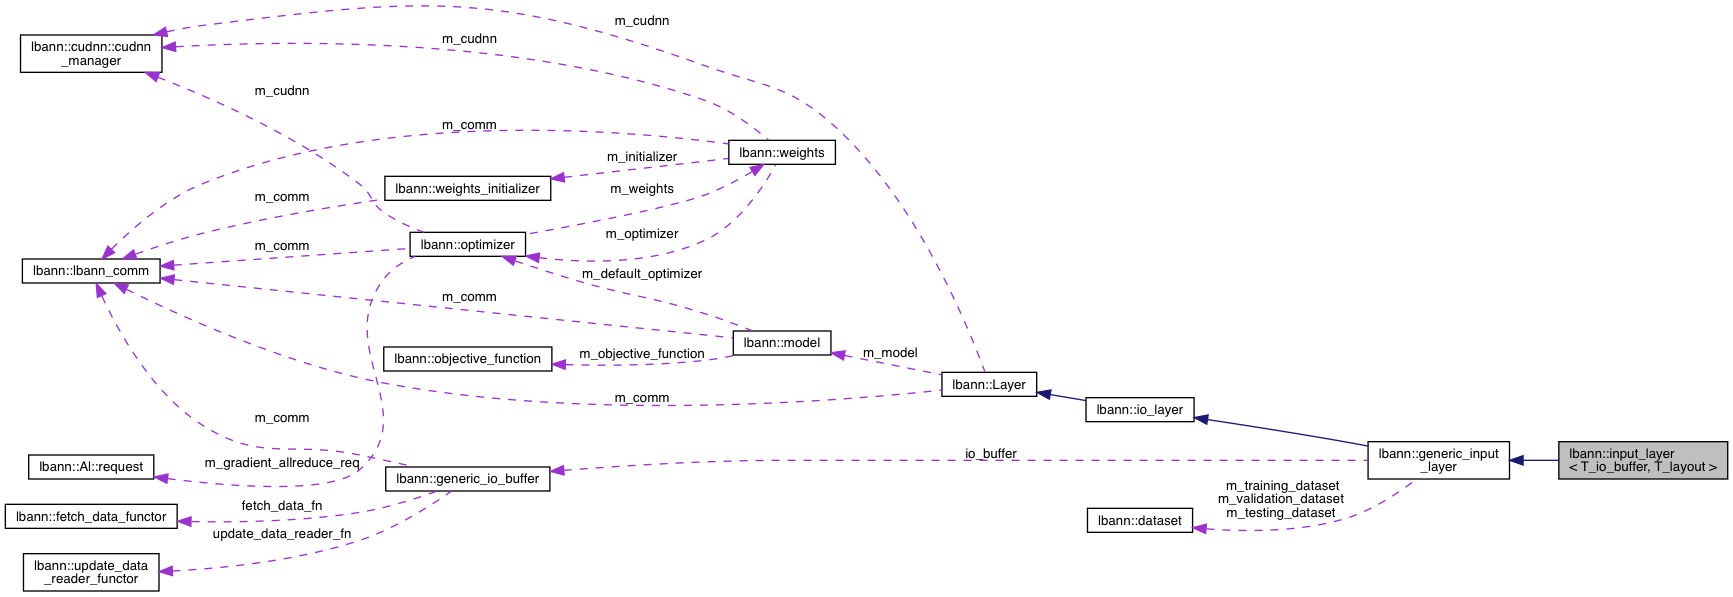 m_cudnn
m_cudnn
lbann::cudnn::cudnn
_manager
m_cudnn
m_comm
lbann::weights
m_initializer
lbann::weights_initializer
m_weights
m_comm
m_optimizer
lbann::optimizer
m_comm
lbann::lbann_comm
m_default_optimizer
m_comm
lbann::model
m_objective_function
lbann::objective_function
m_model
lbann::Layer
m_comm
lbann::io_layer
m_comm
lbann::generic_input
_layer
lbann::input_layer
< T_io_buffer, T_layout >
io_buffer
m_gradient_allreduce_req
lbann::Al::request
lbann::generic_io_buffer
m_training_dataset
m_validation_dataset
m_testing_dataset
fetch_data_fn
lbann::fetch_data_functor
lbann::dataset
update_data_reader_fn
lbann::update_data
_reader_functor